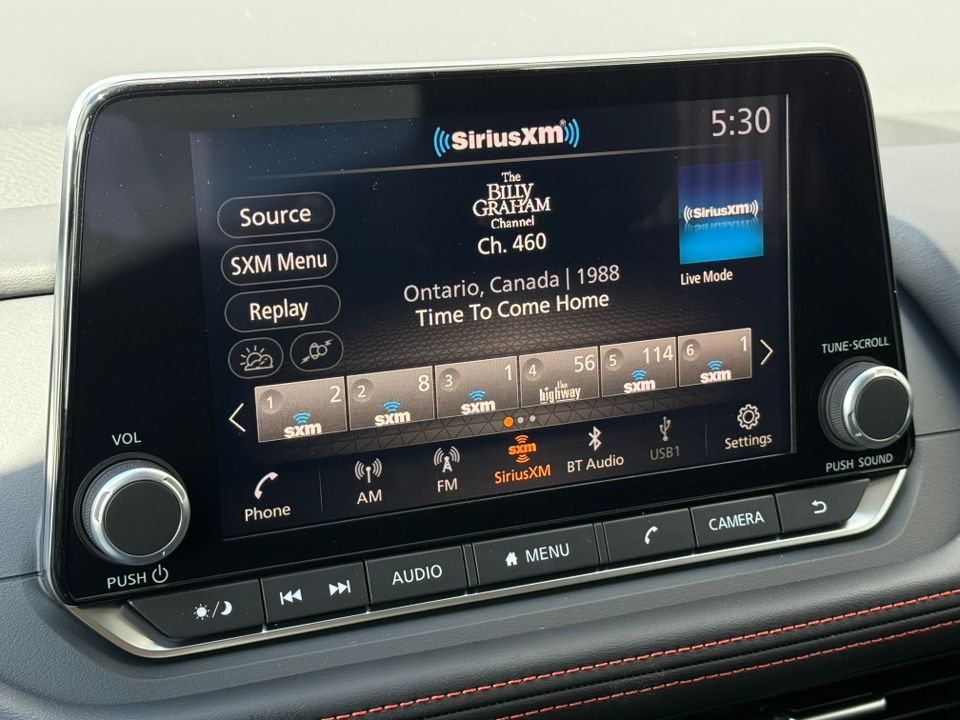 SiriusXM®
5:30
Source
SXM Menu
Replay
The
BILLY
GRAHAM
Channel
Ch. 460
Ontario, Canada | 1988
Time To Come Home
SiriusXM
Live Mode
1 2 sxm
2 8 sxm
3 1 sxm
4 56 the highway
5 114 sxm
6 1 sxm
Phone
AM
FM
sxm
SiriusXM
BT Audio
USB1
Settings
VOL
PUSH
TUNE·SCROLL
PUSH SOUND
AUDIO
MENU
CAMERA